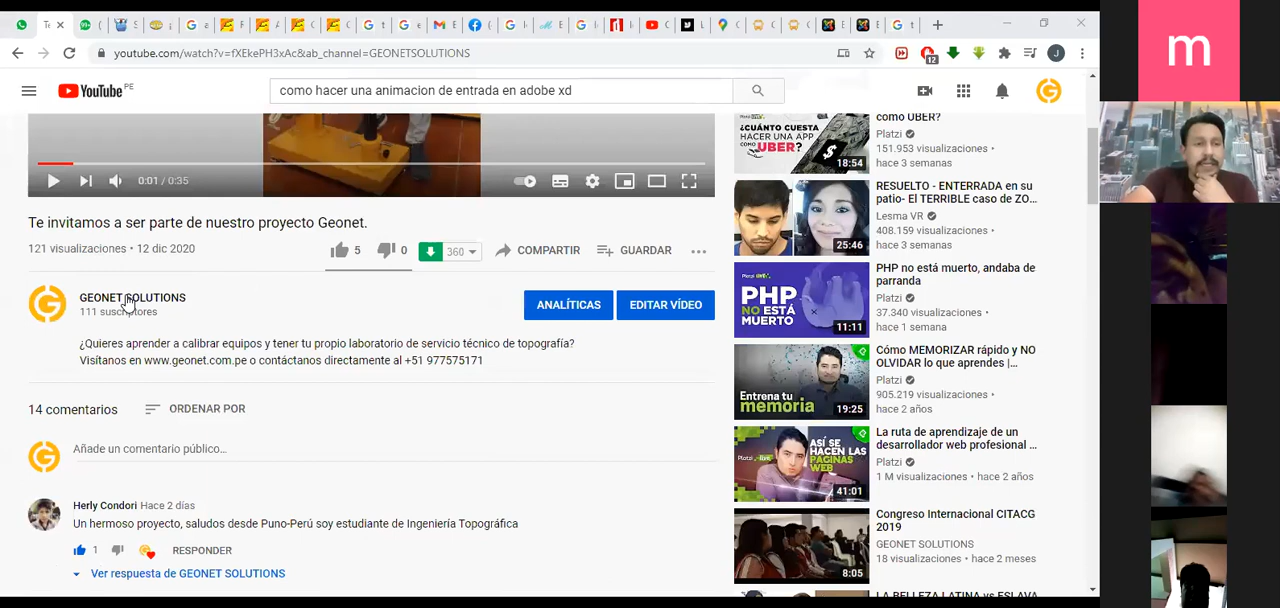 youtube.com/watch?v=fXEkePH3xAc&ab_channel=GEONETSOLUTIONS
12
J
YouTube PE
como hacer una animacion de entrada en adobe xd
0:01 / 0:35
Te invitamos a ser parte de nuestro proyecto Geonet.
121 visualizaciones • 12 dic 2020
5
0
360
COMPARTIR
GUARDAR
GEONET SOLUTIONS
111 suscriptores
ANALÍTICAS
EDITAR VÍDEO
¿Quieres aprender a calibrar equipos y tener tu propio laboratorio de servicio técnico de topografía?
Visítanos en www.geonet.com.pe o contáctanos directamente al +51 977575171
14 comentarios
ORDENAR POR
Añade un comentario público...
Herly Condori Hace 2 días
Un hermoso proyecto, saludos desde Puno-Perú soy estudiante de Ingeniería Topográfica
1
RESPONDER
Ver respuesta de GEONET SOLUTIONS
¿CUÁNTO CUESTA
HACER UNA APP
COMO UBER?
18:54
como UBER?
Platzi
151.953 visualizaciones •
hace 3 semanas
25:46
RESUELTO - ENTERRADA en su
patio- El TERRIBLE caso de ZO...
Lesma VR
408.159 visualizaciones •
hace 3 semanas
PHP
NO ESTÁ
MUERTO
11:11
PHP no está muerto, andaba de
parranda
Platzi
37.340 visualizaciones •
hace 1 semana
Entrena tu
memoria
19:25
Cómo MEMORIZAR rápido y NO
OLVIDAR lo que aprendes |...
Platzi
905.219 visualizaciones •
hace 2 años
ASÍ SE
HACEN LAS
PAGINAS
WEB
41:01
La ruta de aprendizaje de un
desarrollador web profesional ...
Platzi
1 M visualizaciones • hace 2 años
8:05
Congreso Internacional CITACG
2019
GEONET SOLUTIONS
18 visualizaciones • hace 2 meses
m